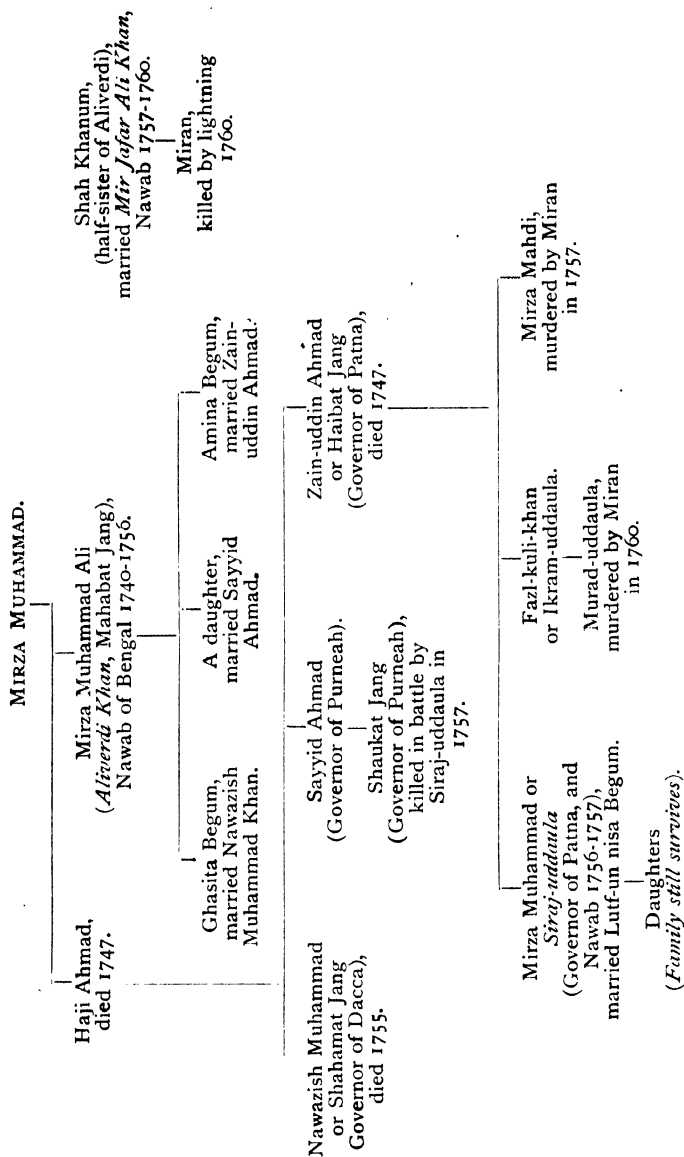 MIRZA MUHAMMAD.
Haji Ahmad,
died 1747.
Mirza Muhammad Ali
(Aliverdi Khan, Mahabat Jang),
Nawab of Bengal 1740-1756.
Shah Khanum,
(half-sister of Aliverdi),
married Mir Jafar Ali Khan,
Nawab 1757-1760.
Miran,
killed by lightning
1760.
Ghasita Begum,
married Nawazish
Muhammad Khan.
A daughter,
married Sayyid
Ahmad.
Amina Begum,
married Zain-
uddin Ahmad.
Nawazish Muhammad
or Shahamat Jang
Governor of Dacca),
died 1755.
Sayyid Ahmad
(Governor of Purneah).
Shaukat Jang
((Governor of Purneah),
killed in battle by
Siraj-uddaula in
1757.
Zain-uddin Ahmad
or Haibat Jang
(Governor of Patna),
died 1747.
Mirza Muhammad or
Siraj-uddaula
((Governor of Patna, and
Nawab 1756-1757),
married Lutf-un nisa Begum.
Daughters
(Family still survives).
Fazl-kuli-khan
or Ikram-uddaula.
Murad-uddaula,
murdered by Miran
in 1760.
Mirza Mahdi,
murdered by Miran
in 1757.